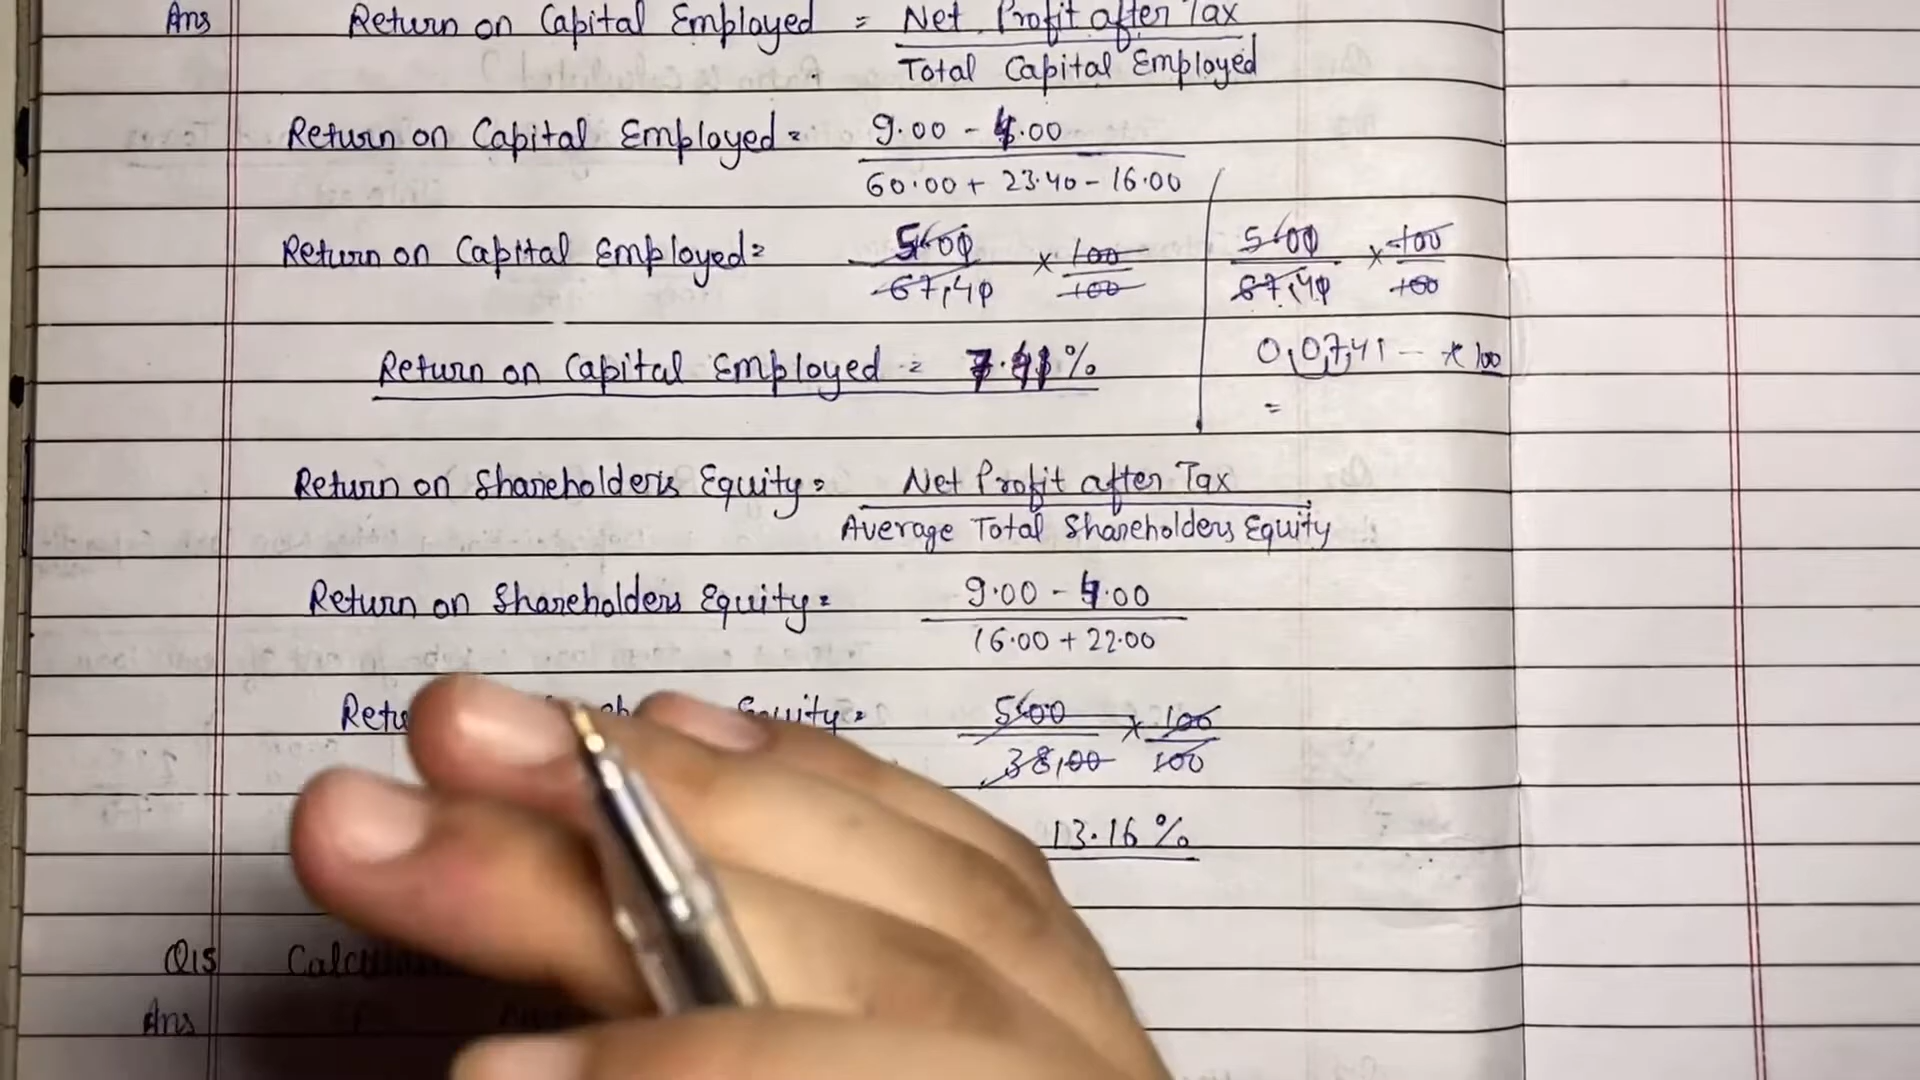 Ans Return on Capital Employed = Net Profit after Tax
Total Capital Employed
Return on Capital Employed = 9.00 - 4.00
60.00 + 23.40 - 16.00
Return on Capital Employed = 5.00 × 100 5.00 × 100
67.40 100 67.40 100
Return on Capital Employed = 7.41 % 0.0741 - × 100
=
Return on Shareholders Equity = Net Profit after Tax
Average Total Shareholders Equity
Return on Shareholders Equity = 9.00 - 4.00
16.00 + 22.00
Equity = 5.00 × 100
38.00 100
13.16 %
Q15
Ans